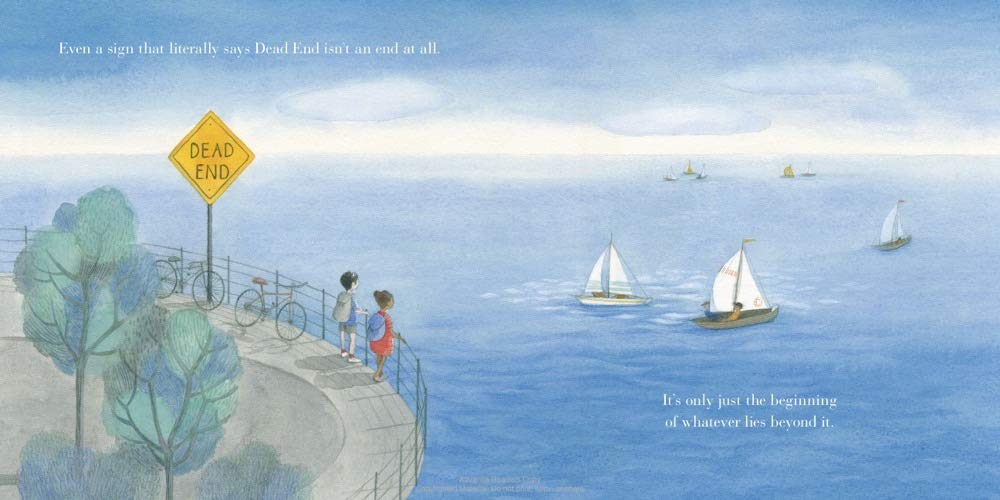 Even a sign that literally says Dead End isn't an end at all.
DEAD
END
It's only just the beginning
of whatever lies beyond it.